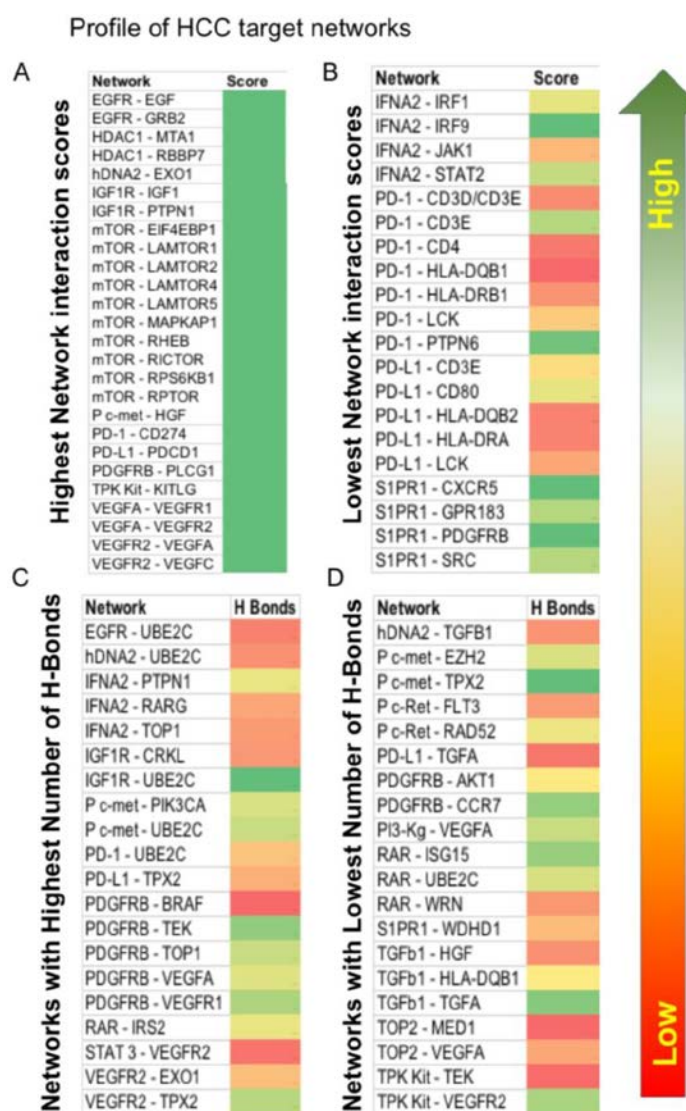 Profile of HCC target networks
A
Highest Network interaction scores
Network Score
EGFR - EGF
EGFR - GRB2
HDAC1 - MTA1
HDAC1 - RBBP7
hDNA2 - EXO1
IGF1R - IGF1
IGF1R - PTPN1
mTOR - EIF4EBP1
mTOR - LAMTOR1
mTOR - LAMTOR2
mTOR - LAMTOR4
mTOR - LAMTOR5
mTOR - MAPKAP1
mTOR - RHEB
mTOR - RICTOR
mTOR - RPS6KB1
mTOR - RPTOR
P c-met - HGF
PD-1 - CD274
PD-L1 - PDCD1
PDGFRB - PLCG1
TPK Kit - KITLG
VEGFA - VEGFR1
VEGFA - VEGFR2
VEGFR2 - VEGFA
VEGFR2 - VEGFC
B
Lowest Network interaction scores
Network Score
IFNA2 - IRF1
IFNA2 - IRF9
IFNA2 - JAK1
IFNA2 - STAT2
PD-1 - CD3D/CD3E
PD-1 - CD3E
PD-1 - CD4
PD-1 - HLA-DQB1
PD-1 - HLA-DRB1
PD-1 - LCK
PD-1 - PTPN6
PD-L1 - CD3E
PD-L1 - CD80
PD-L1 - HLA-DQB2
PD-L1 - HLA-DRA
PD-L1 - LCK
S1PR1 - CXCR5
S1PR1 - GPR183
S1PR1 - PDGFRB
S1PR1 - SRC
C
Networks with Highest Number of H-Bonds
Network H Bonds
EGFR - UBE2C
hDNA2 - UBE2C
IFNA2 - PTPN1
IFNA2 - RARG
IFNA2 - TOP1
IGF1R - CRKL
IGF1R - UBE2C
P c-met - PIK3CA
P c-met - UBE2C
PD-1 - UBE2C
PD-L1 - TPX2
PDGFRB - BRAF
PDGFRB - TEK
PDGFRB - TOP1
PDGFRB - VEGFA
PDGFRB - VEGFR1
RAR - IRS2
STAT 3 - VEGFR2
VEGFR2 - EXO1
VEGFR2 - TPX2
D
Networks with Lowest Number of H-Bonds
Network H Bonds
hDNA2 - TGFB1
P c-met - EZH2
P c-met - TPX2
P c-Ret - FLT3
P c-Ret - RAD52
PD-L1 - TGFA
PDGFRB - AKT1
PDGFRB - CCR7
PI3-Kg - VEGFA
RAR - ISG15
RAR - UBE2C
RAR - WRN
S1PR1 - WDHD1
TGFb1 - HGF
TGFb1 - HLA-DQB1
TGFb1 - TGFA
TOP2 - MED1
TOP2 - VEGFA
TPK Kit - TEK
TPK Kit - VEGFR2
High
Low